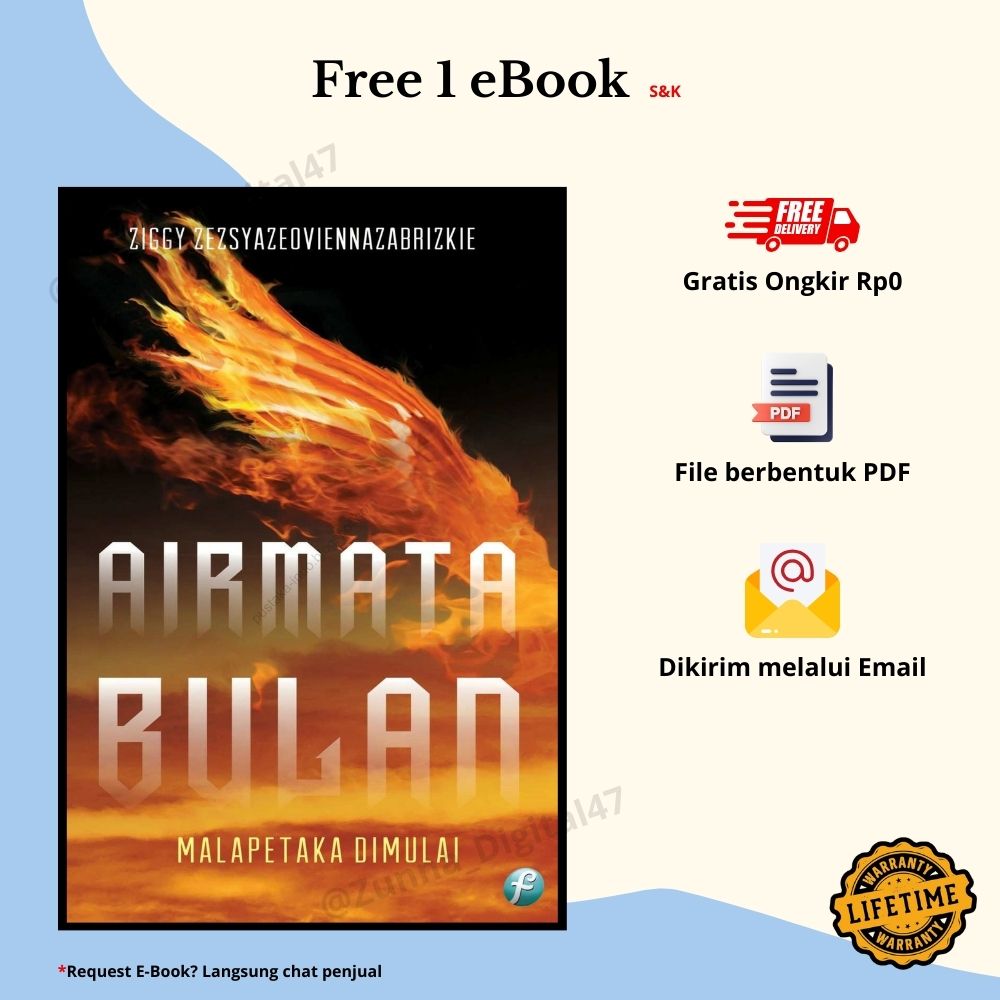 Free 1 eBook S&K
ZIGGY ZEZSYAZEOVIENNAZABRIZKIE
AIRMATA
BULAN
MALAPETAKA DIMULAI
f
FREE
DELIVERY
Gratis Ongkir Rp0
PDF
File berbentuk PDF
@
Dikirim melalui Email
WARRANTY
LIFETIME
WARRANTY
@Zunna_Digital47
*Request E-Book? Langsung chat penjual